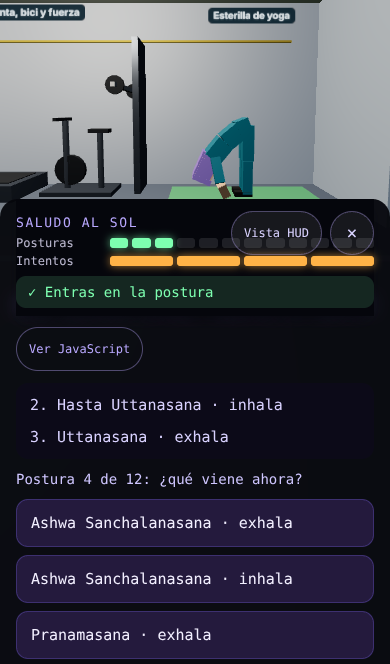 nta, bici y fuerza
Esterilla de yoga
SALUDO AL SOL
Vista HUD
×
Posturas
Intentos
✓ Entras en la postura
Ver JavaScript
2. Hasta Uttanasana · inhala
3. Uttanasana · exhala
Postura 4 de 12: ¿qué viene ahora?
Ashwa Sanchalanasana · exhala
Ashwa Sanchalanasana · inhala
Pranamasana · exhala